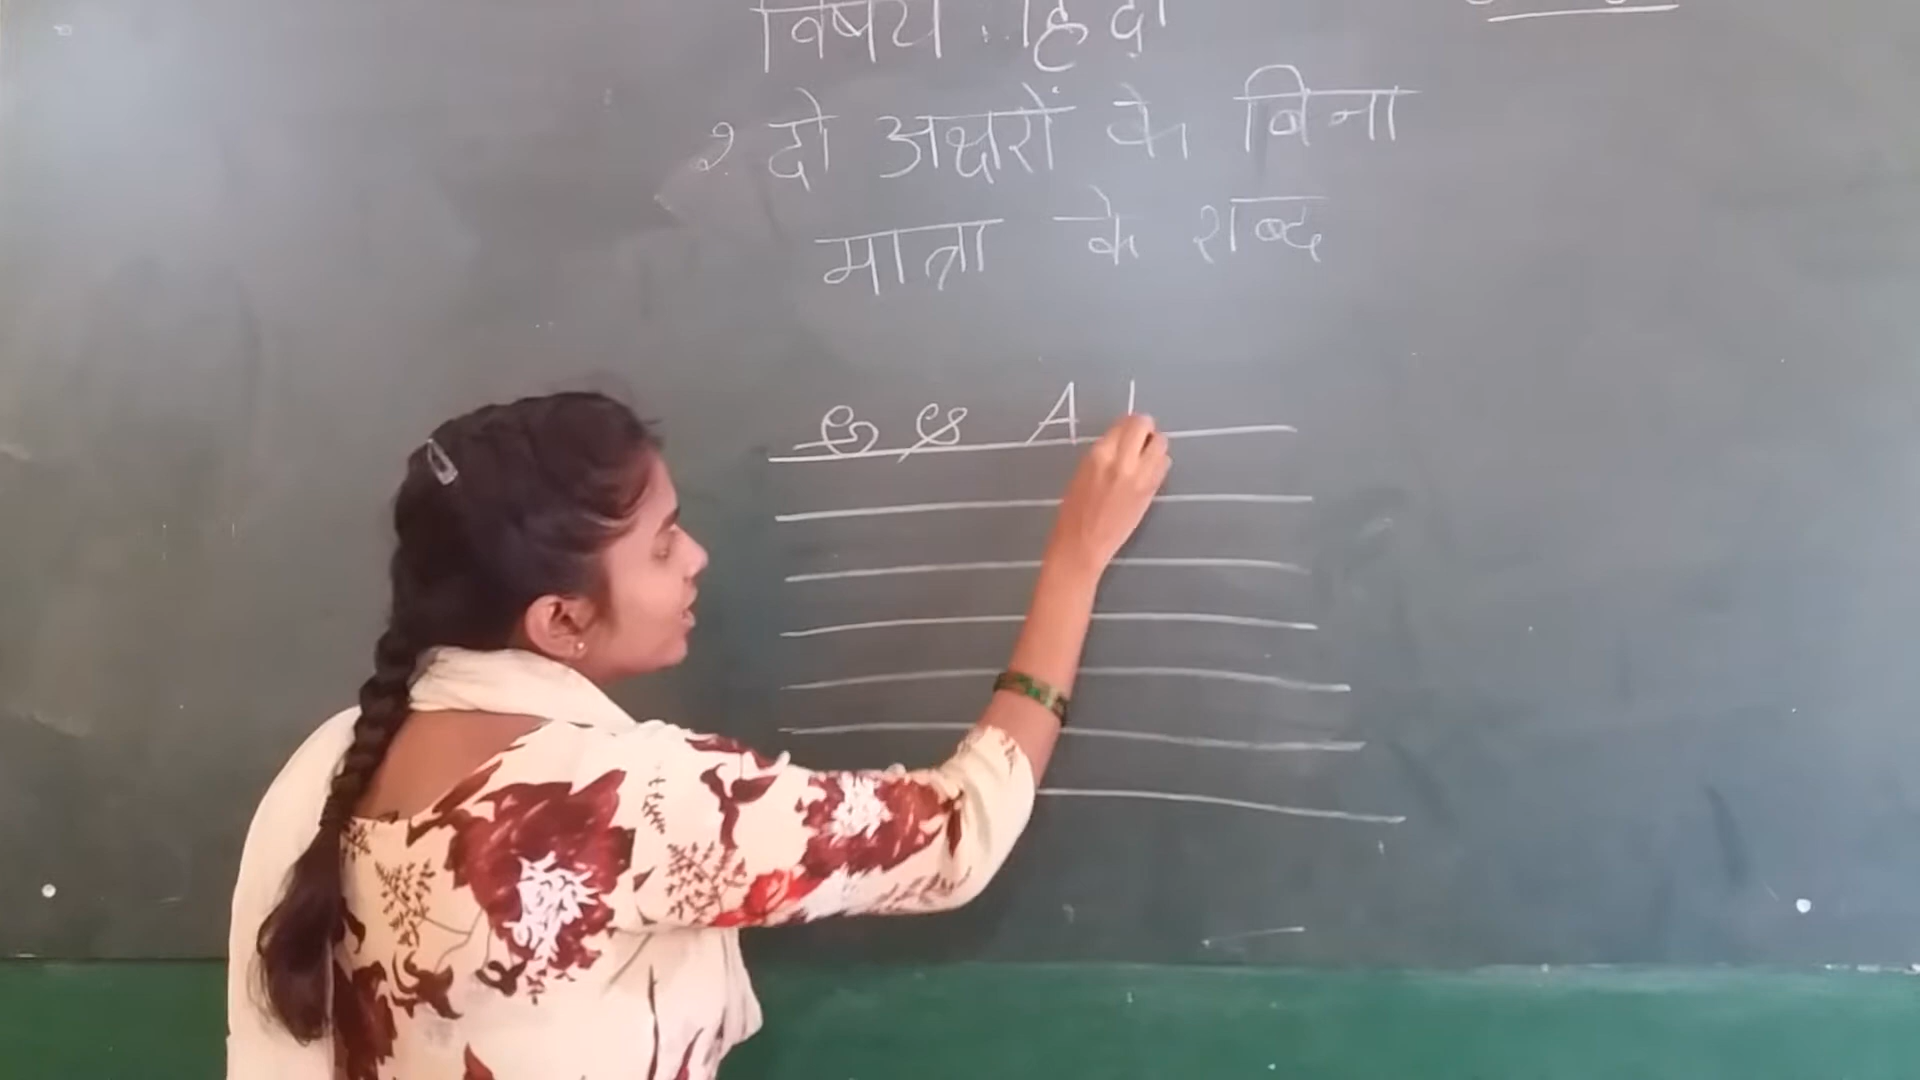 विषय : हिंदी
२ दो अक्षरों के बिना
मात्रा के शब्द
అ ఆ A